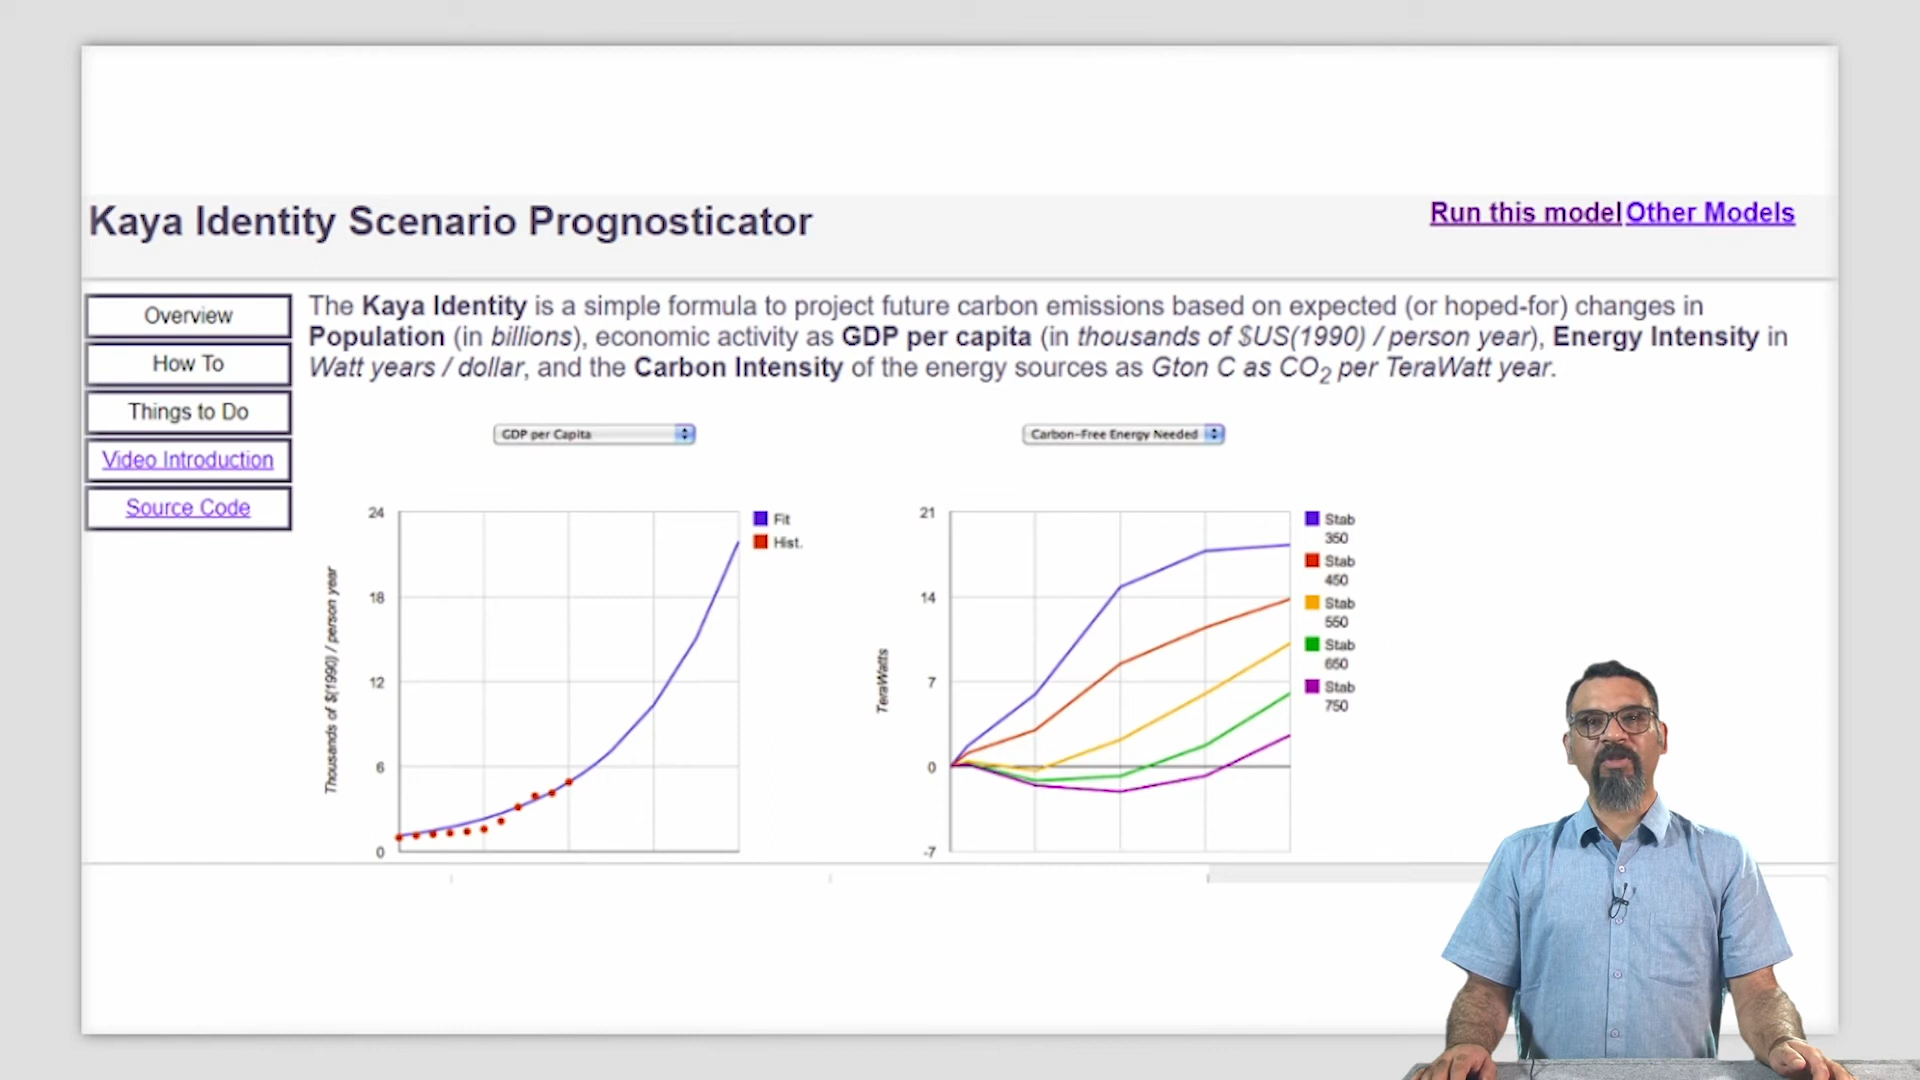 Kaya Identity Scenario Prognosticator
Run this model Other Models
Overview
How To
Things to Do
Video Introduction
Source Code
The Kaya Identity is a simple formula to project future carbon emissions based on expected (or hoped-for) changes in
Population (in billions), economic activity as GDP per capita (in thousands of $US(1990) / person year), Energy Intensity in
Watt years / dollar, and the Carbon Intensity of the energy sources as Gton C as CO2 per TeraWatt year.
GDP per Capita
24
18
12
6
0
Thousands of $(1990) / person year
Fit
Hist.
Carbon-Free Energy Needed
21
14
7
0
-7
TeraWatts
Stab
350
Stab
450
Stab
550
Stab
650
Stab
750